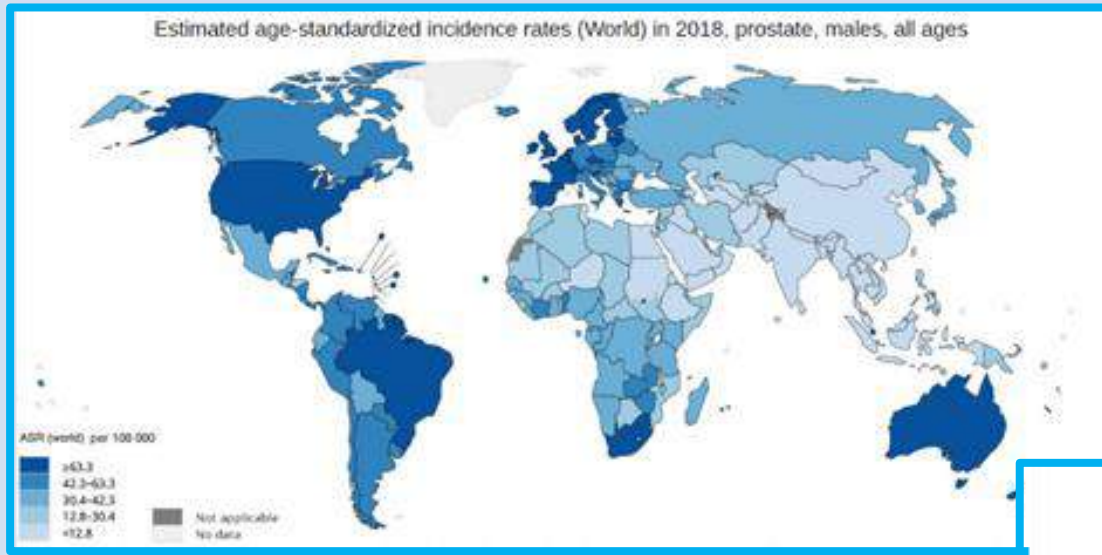 Estimated age-standardized incidence rates (World) in 2018, prostate, males, all ages
ASR (world) per 100 000
≥63.3
42.3–63.3
30.4–42.3
12.8–30.4
<12.8
Not applicable
No data